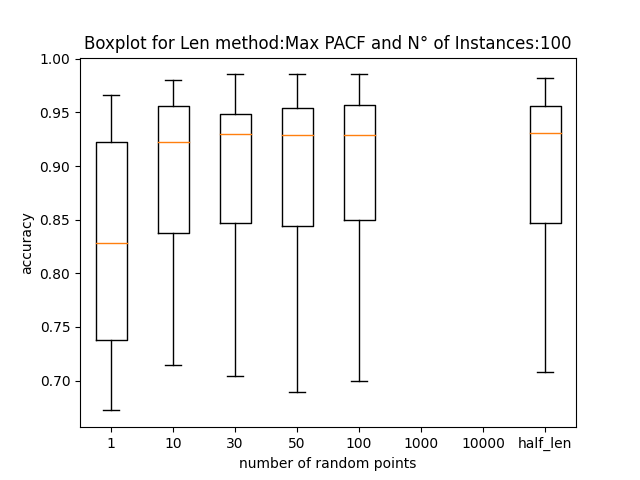 Boxplot for Len method:Max PACF and N° of Instances:100
1.00
0.95
0.90
0.85
0.80
0.75
0.70
accuracy
1 10 30 50 100 1000 10000 half_len
number of random points